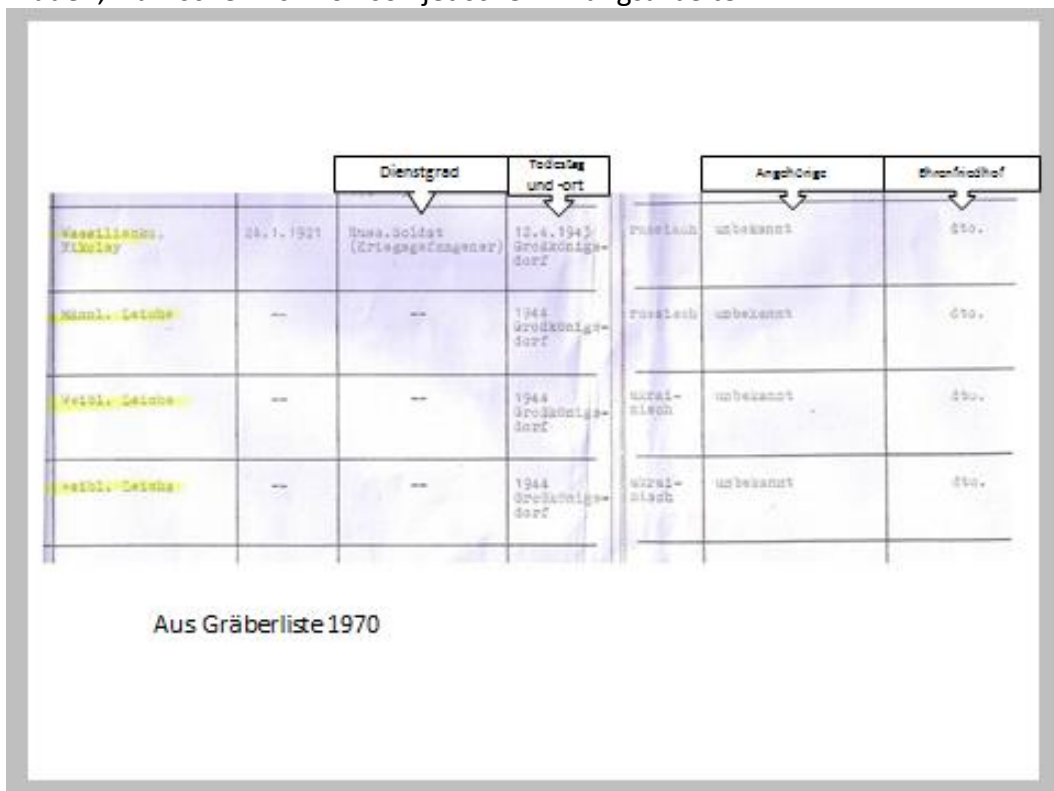 Dienstgrad
Todestag
und -ort
Angehörige
Ehrenfriedhof
Nikolay
24.1.1921
Russ.Soldat
(Kriegsgefangener)
12.4.1943
Großkönigs-
dorf
russisch
unbekannt
dto.
Männl. Leiche
--
--
1944
Großkönigs-
dorf
russisch
unbekannt
dto.
Weibl. Leiche
--
--
1944
Großkönigs-
dorf
ukrai-
nisch
unbekannt
dto.
Weibl. Leiche
--
--
1944
Großkönigs-
dorf
ukrai-
nisch
unbekannt
dto.
Aus Gräberliste 1970